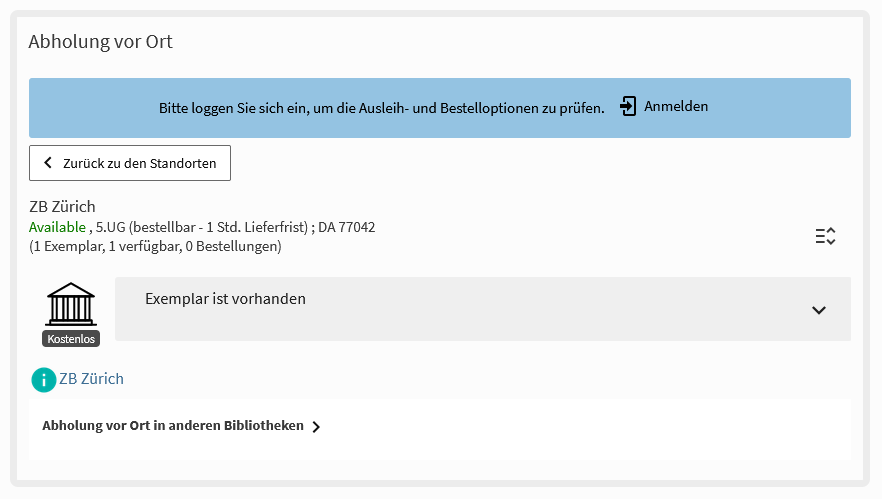 Abholung vor Ort
Bitte loggen Sie sich ein, um die Ausleih- und Bestelloptionen zu prüfen. Anmelden
Zurück zu den Standorten
ZB Zürich
Available , 5.UG (bestellbar - 1 Std. Lieferfrist) ; DA 77042
(1 Exemplar, 1 verfügbar, 0 Bestellungen)
Exemplar ist vorhanden
Kostenlos
ZB Zürich
Abholung vor Ort in anderen Bibliotheken